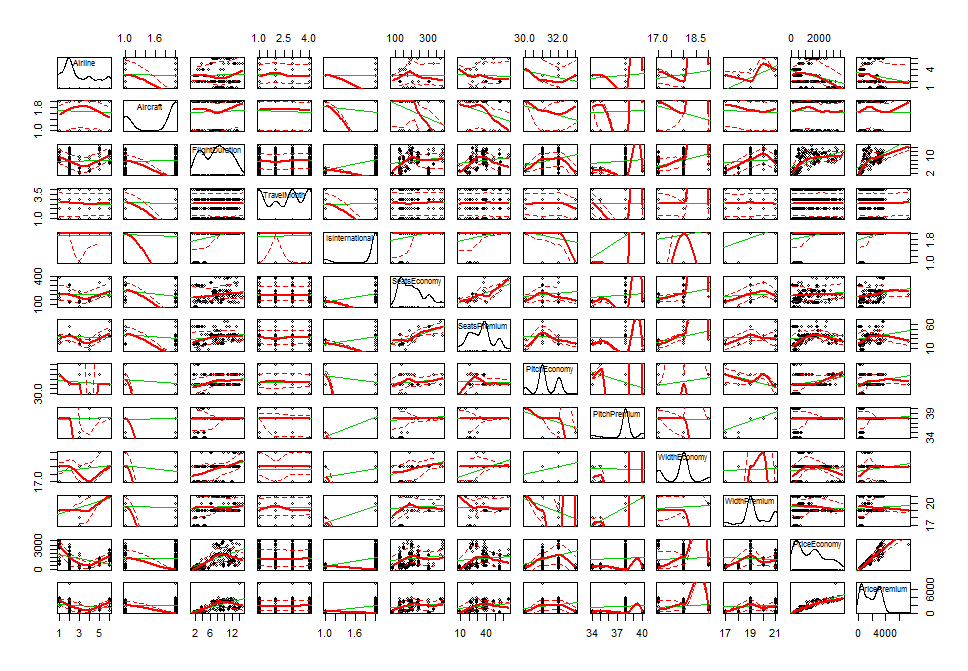 1.0 1.6 1.0 2.5 4.0 100 300 30.0 32.0 17.0 18.5 0 2000
Airline
1 4
Aircraft
1.0 1.8
FlightDuration
2 10
TravelMonth
1.0 3.5
IsInternational
1.0 1.8
SeatsEconomy
100 400
SeatsPremium
10 60
PitchEconomy
30.0
PitchPremium
34 39
WidthEconomy
17.0
WidthPremium
17 20
PriceEconomy
0 3000
PricePremium
0 6000
1 3 5 2 6 12 1.0 1.6 10 40 34 37 40 17 19 21 0 4000